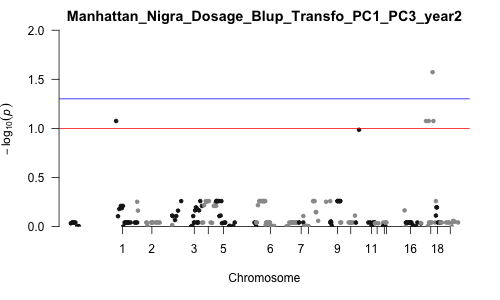 Manhattan_Nigra_Dosage_Blup_Transfo_PC1_PC3_year2
2.0
1.5
1.0
0.5
0.0
− log10(p)
1 2 3 5 6 7 9 11 16 18
Chromosome